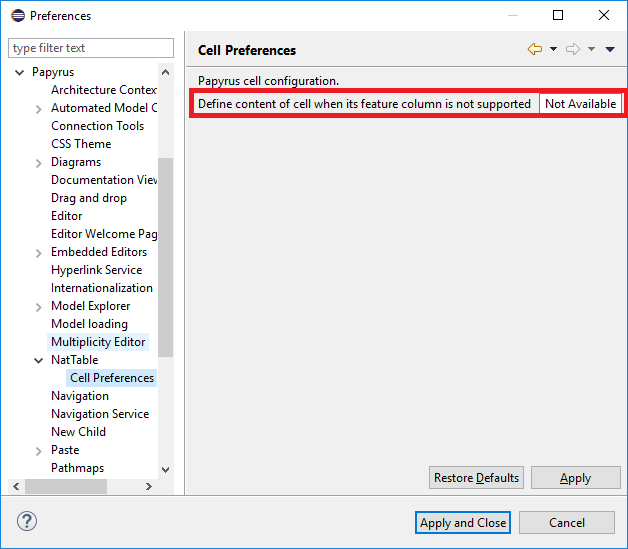 Preferences
type filter text
Papyrus
Architecture Contex
Automated Model C
Connection Tools
CSS Theme
Diagrams
Documentation View
Drag and drop
Editor
Editor Welcome Pag
Embedded Editors
Hyperlink Service
Internationalization
Model Explorer
Model loading
Multiplicity Editor
NatTable
Cell Preferences
Navigation
Navigation Service
New Child
Paste
Pathmaps
Cell Preferences
Papyrus cell configuration.
Define content of cell when its feature column is not supported Not Available
Restore Defaults Apply
? Apply and Close Cancel